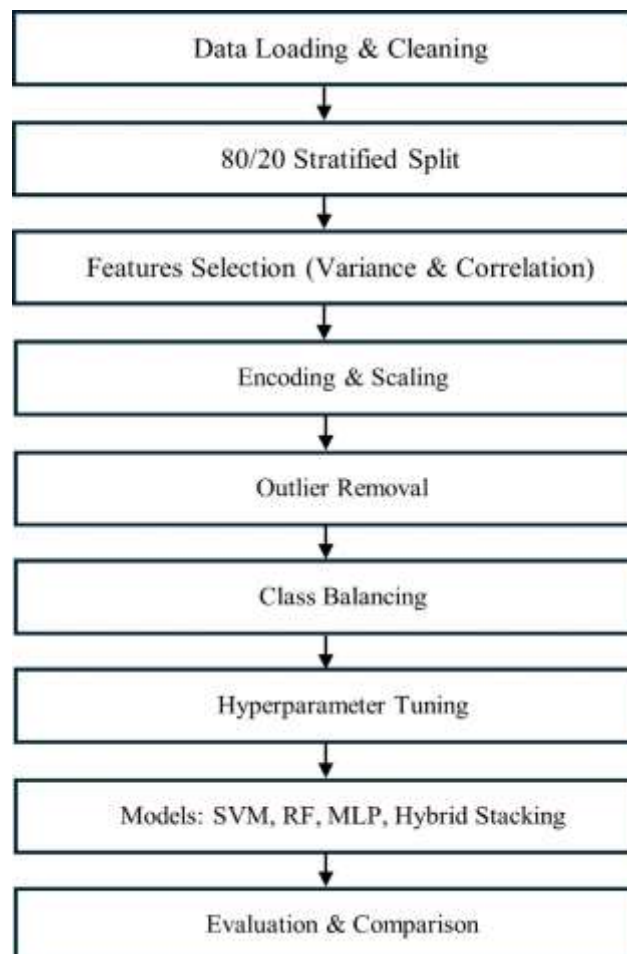 Data Loading & Cleaning
80/20 Stratified Split
Features Selection (Variance & Correlation)
Encoding & Scaling
Outlier Removal
Class Balancing
Hyperparameter Tuning
Models: SVM, RF, MLP, Hybrid Stacking
Evaluation & Comparison